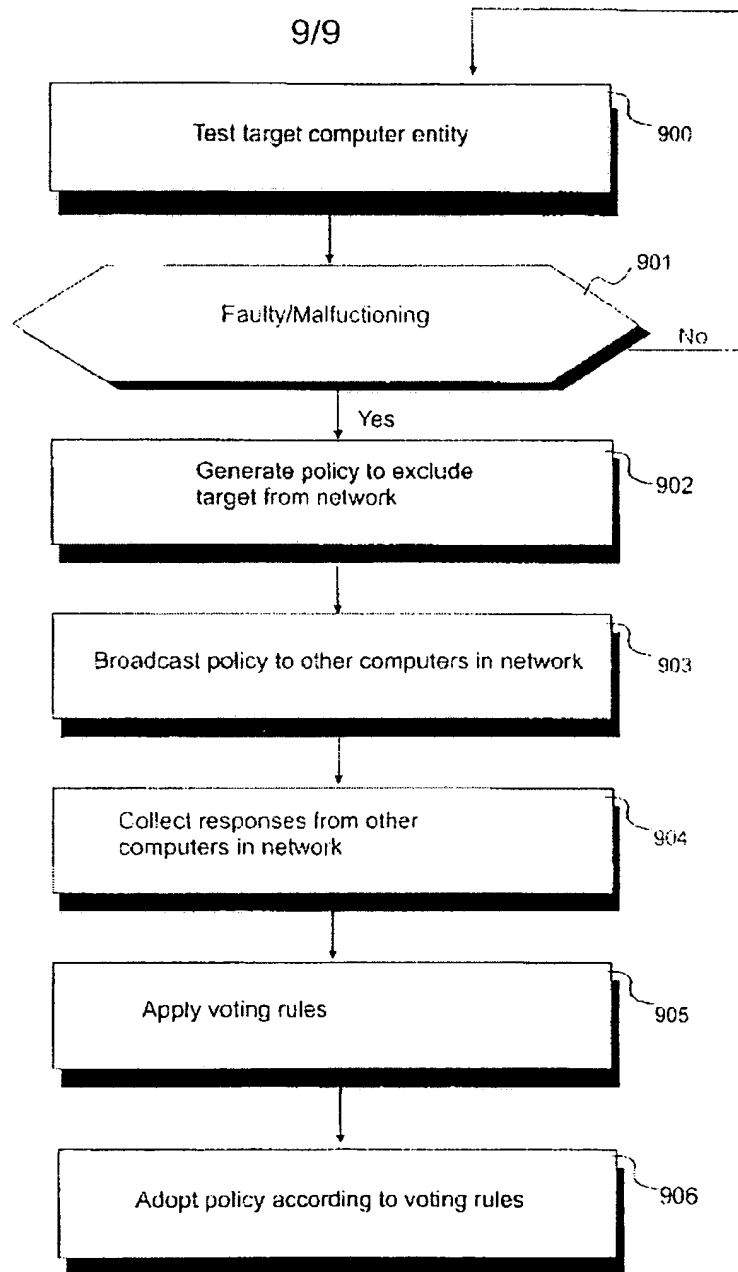 9/9
Test target computer entity
900
Faulty/Malfuctioning
901
No
Yes
Generate policy to exclude
target from network
902
Broadcast policy to other computers in network
903
Collect responses from other
computers in network
904
Apply voting rules
905
Adopt policy according to voting rules
906